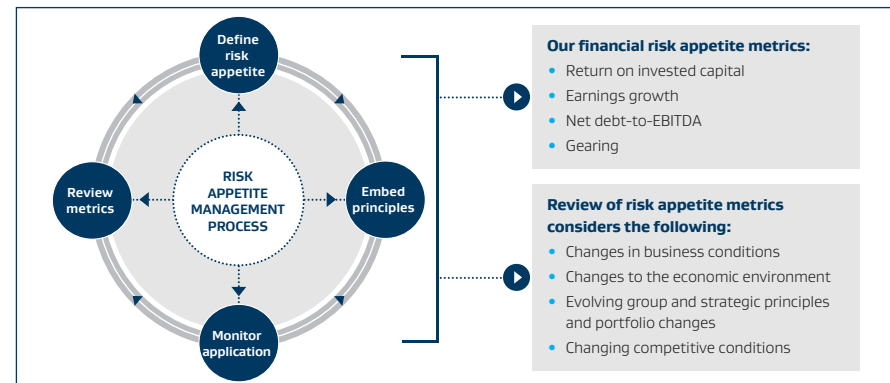 Define
risk
appetite
Review
metrics
RISK
APPETITE
MANAGEMENT
PROCESS
Embed
principles
Monitor
application
Our financial risk appetite metrics:
• Return on invested capital
• Earnings growth
• Net debt-to-EBITDA
• Gearing
Review of risk appetite metrics
considers the following:
• Changes in business conditions
• Changes to the economic environment
• Evolving group and strategic principles
and portfolio changes
• Changing competitive conditions